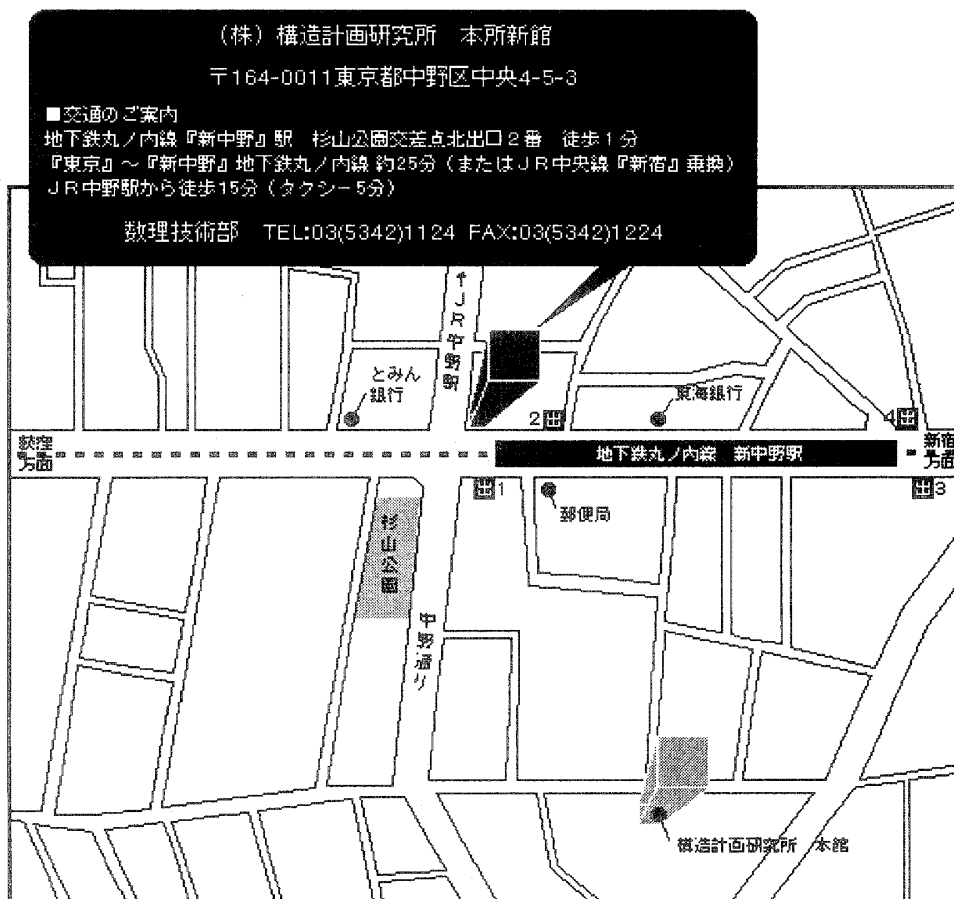 （株）構造計画研究所　本所新館
〒164-0011東京都中野区中央4-5-3
■交通のご案内
地下鉄丸ノ内線『新中野』駅　杉山公園交差点北出口２番　徒歩１分
『東京』～『新中野』地下鉄丸ノ内線 約25分（またはＪＲ中央線『新宿』乗換）
ＪＲ中野駅から徒歩15分（タクシー5分）
数理技術部　TEL:03(5342)1124 FAX:03(5342)1224
↑ＪＲ中野駅
とみん
銀行
東海銀行
2
4
荻窪
方面
地下鉄丸ノ内線　新中野駅
新宿
方面
1
3
郵便局
杉山公園
中野通り
構造計画研究所　本館